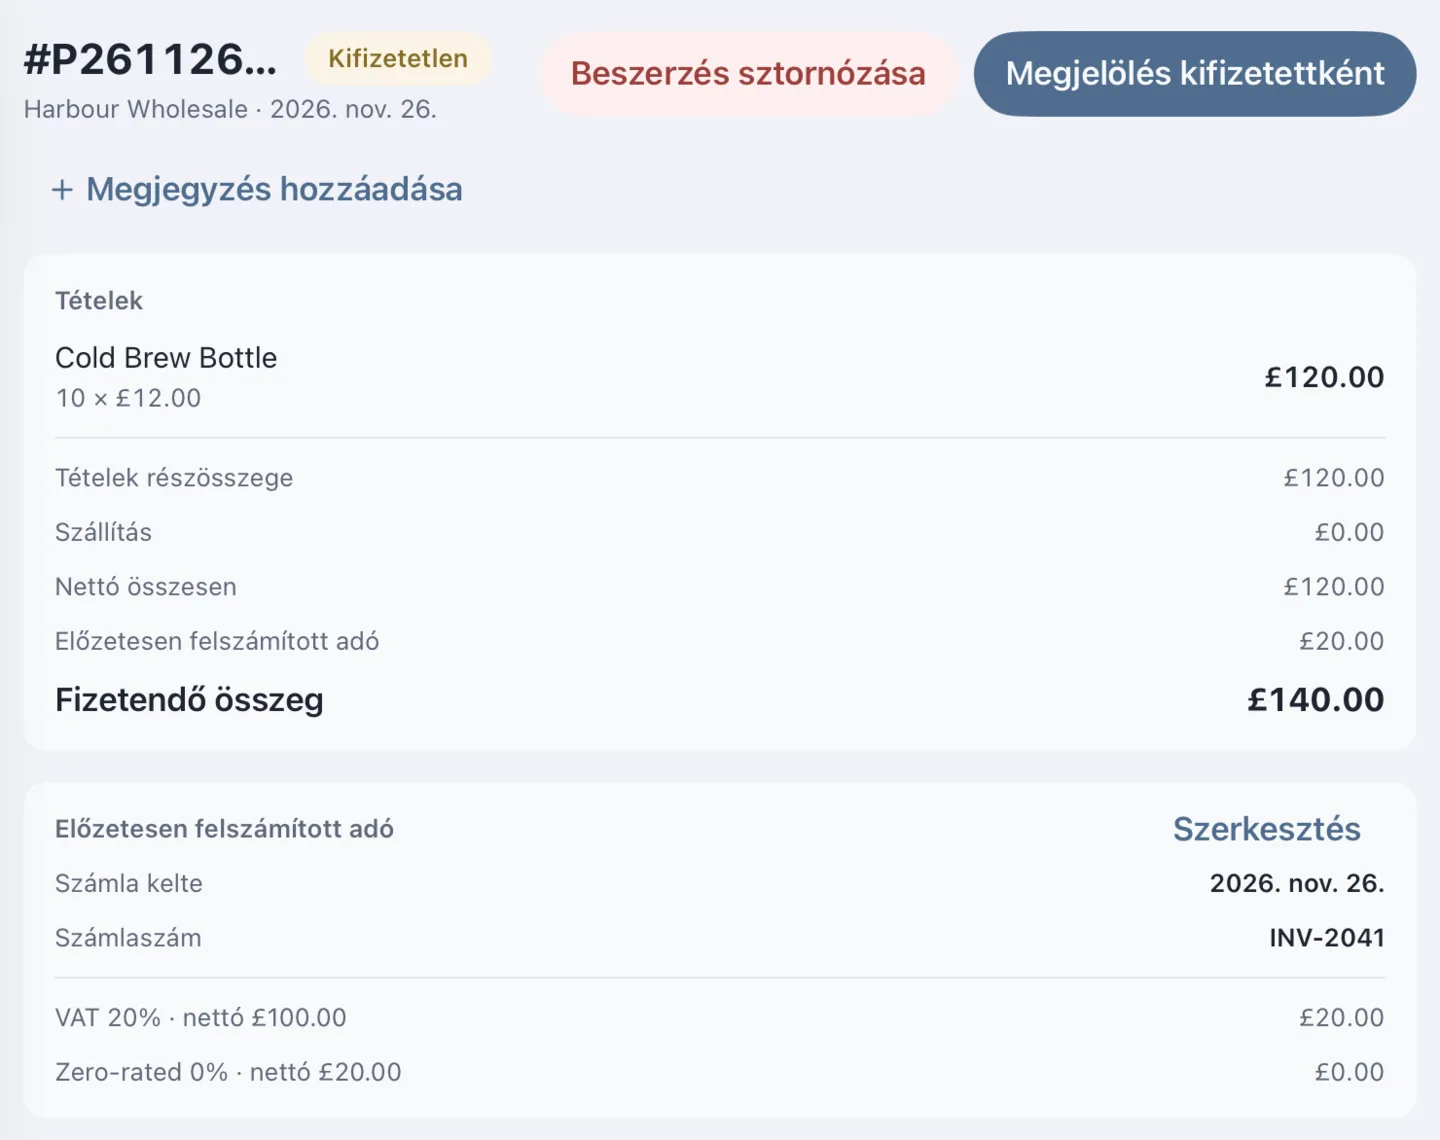 #P261126…
Kifizetetlen
Beszerzés sztornózása
Megjelölés kifizetettként
Harbour Wholesale · 2026. nov. 26.
+ Megjegyzés hozzáadása
Tételek
Cold Brew Bottle
10 × £12.00
£120.00
Tételek részösszege £120.00
Szállítás £0.00
Nettó összesen £120.00
Előzetesen felszámított adó £20.00
Fizetendő összeg £140.00
Előzetesen felszámított adó Szerkesztés
Számla kelte 2026. nov. 26.
Számlaszám INV-2041
VAT 20% · nettó £100.00 £20.00
Zero-rated 0% · nettó £20.00 £0.00